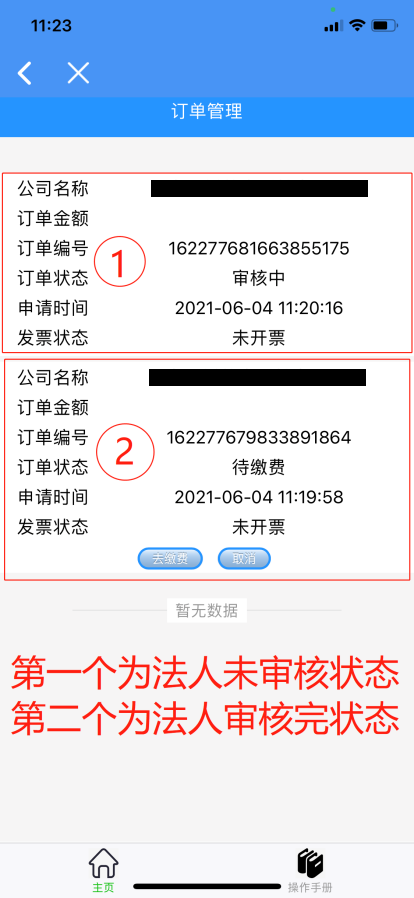 11:23
订单管理
公司名称
订单金额
订单编号 162277681663855175
订单状态 审核中
申请时间 2021-06-04 11:20:16
发票状态 未开票
1
公司名称
订单金额
订单编号 162277679833891864
订单状态 待缴费
申请时间 2021-06-04 11:19:58
发票状态 未开票
2
去缴费 取消
暂无数据
第一个为法人未审核状态
第二个为法人审核完状态
主页 操作手册